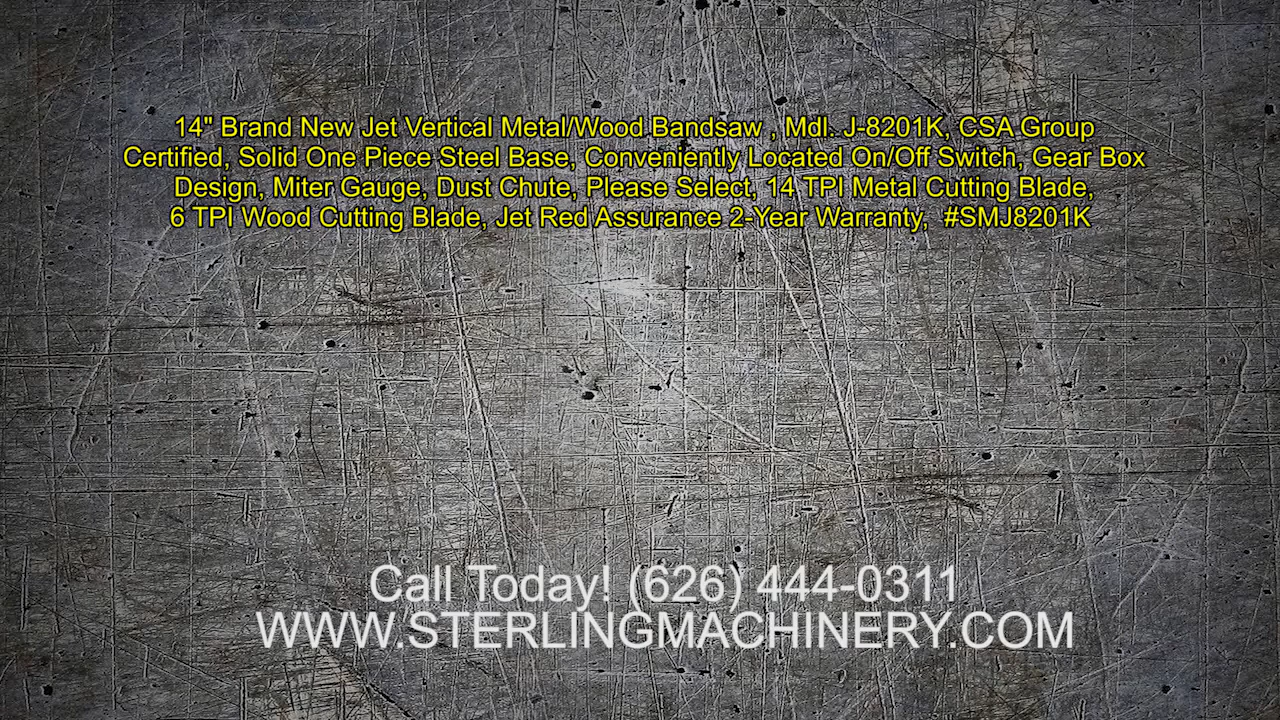 14" Brand New Jet Vertical Metal/Wood Bandsaw , Mdl. J-8201K, CSA Group
Certified, Solid One Piece Steel Base, Conveniently Located On/Off Switch, Gear Box
Design, Miter Gauge, Dust Chute, Please Select, 14 TPI Metal Cutting Blade,
6 TPI Wood Cutting Blade, Jet Red Assurance 2-Year Warranty,  #SMJ8201K
Call Today! (626) 444-0311
WWW.STERLINGMACHINERY.COM